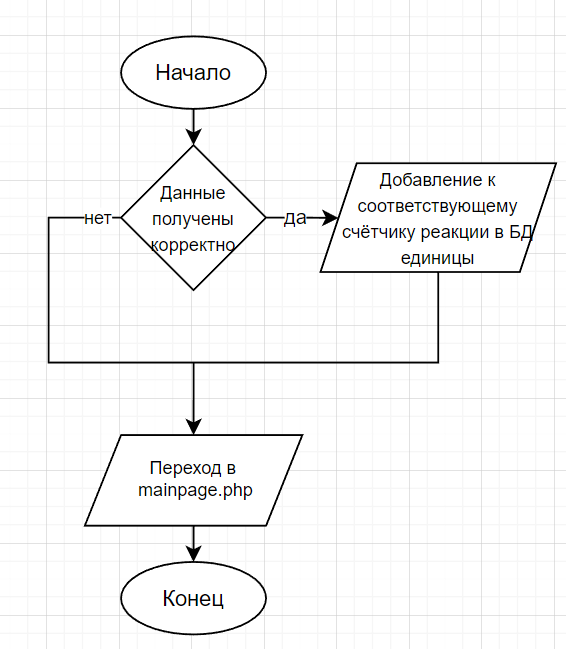 Начало
Данные
получены
корректно
нет
да
Добавление к
соответствующему
счётчику реакции в БД
единицы
Переход в
mainpage.php
Конец